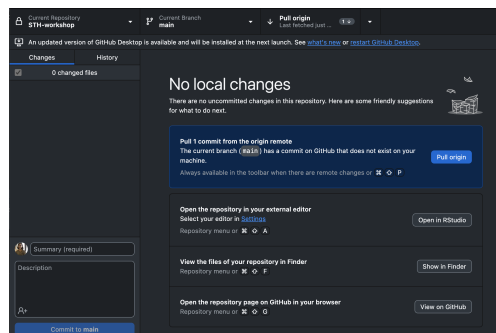 Current Repository
STH-workshop
Current Branch
main
Pull origin
Last fetched just ...
1
An updated version of GitHub Desktop is available and will be installed at the next launch. See what's new or restart GitHub Desktop.
Changes
History
0 changed files
No local changes
There are no uncommitted changes in this repository. Here are some friendly suggestions
for what to do next.
Pull 1 commit from the origin remote
The current branch (main) has a commit on GitHub that does not exist on your
machine.
Always available in the toolbar when there are remote changes or ⌘ ⇧ P
Pull origin
Open the repository in your external editor
Select your editor in Settings
Repository menu or ⌘ ⇧ A
Open in RStudio
View the files of your repository in Finder
Repository menu or ⌘ ⇧ F
Show in Finder
Open the repository page on GitHub in your browser
Repository menu or ⌘ ⇧ G
View on GitHub
Summary (required)
Description
Commit to main